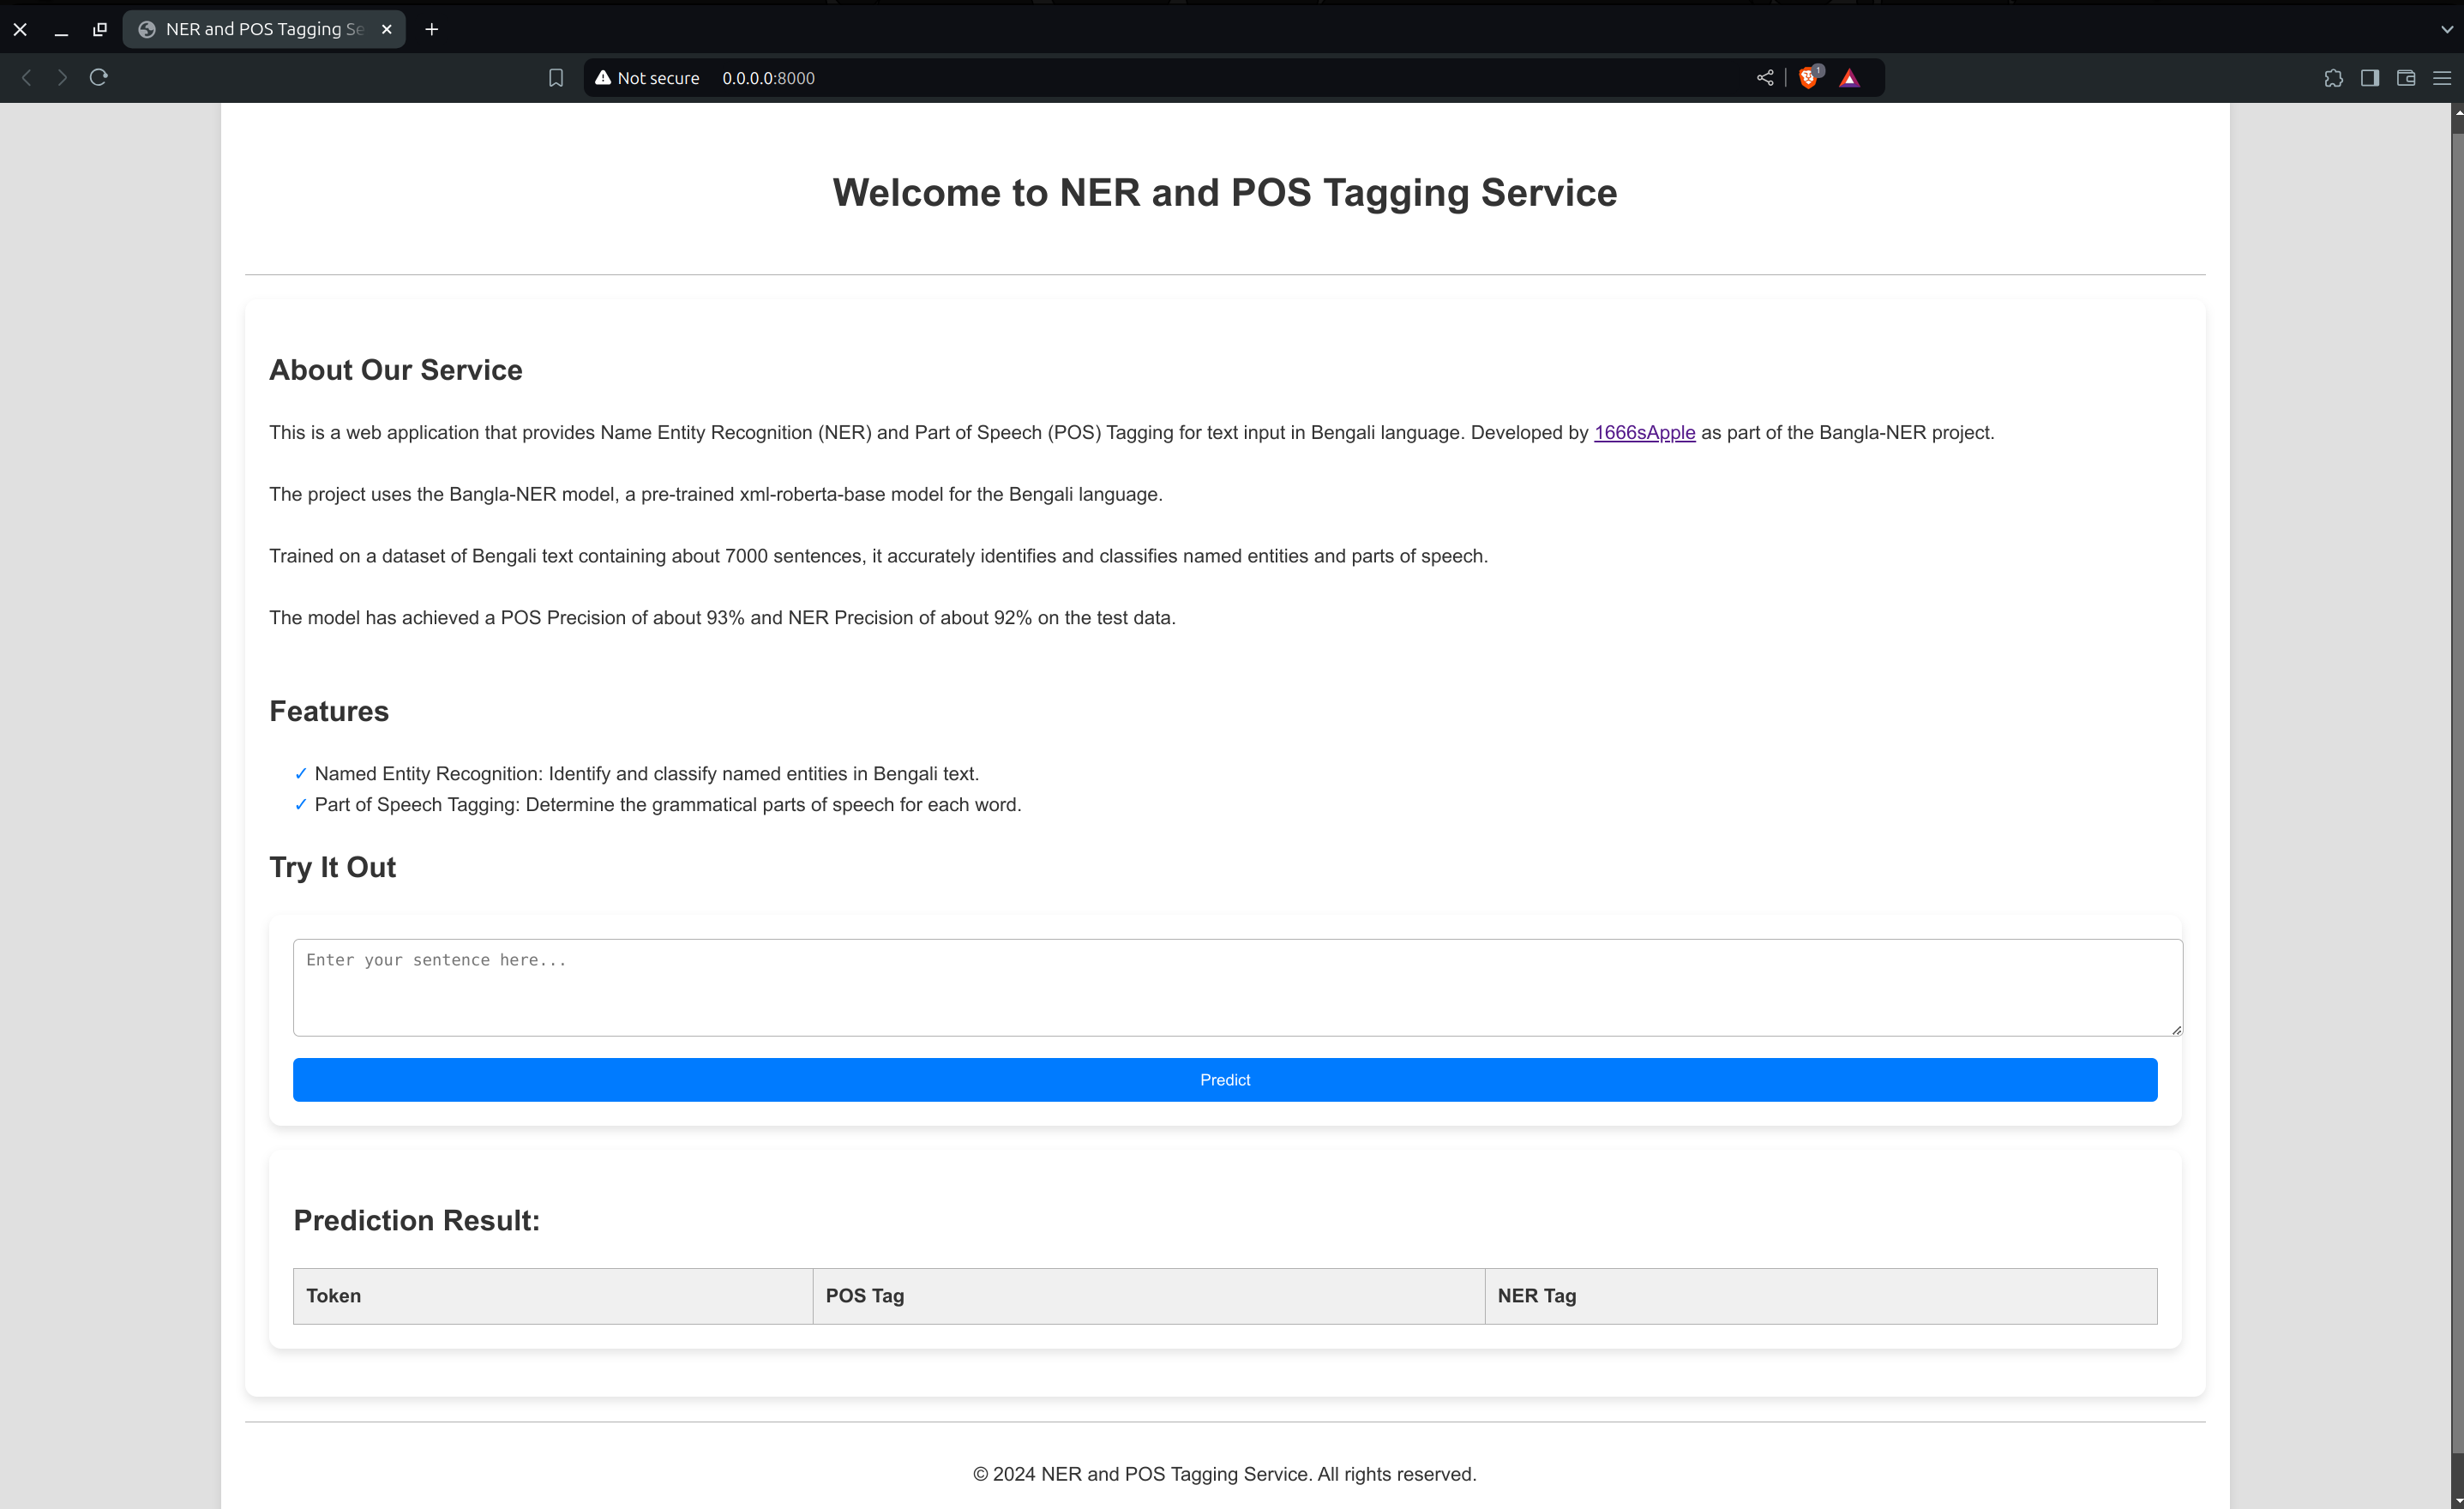 NER and POS Tagging Se
Not secure 0.0.0.0:8000
1
Welcome to NER and POS Tagging Service
About Our Service
This is a web application that provides Name Entity Recognition (NER) and Part of Speech (POS) Tagging for text input in Bengali language. Developed by 1666sApple as part of the Bangla-NER project.
The project uses the Bangla-NER model, a pre-trained xml-roberta-base model for the Bengali language.
Trained on a dataset of Bengali text containing about 7000 sentences, it accurately identifies and classifies named entities and parts of speech.
The model has achieved a POS Precision of about 93% and NER Precision of about 92% on the test data.
Features
✓ Named Entity Recognition: Identify and classify named entities in Bengali text.
✓ Part of Speech Tagging: Determine the grammatical parts of speech for each word.
Try It Out
Enter your sentence here...
Predict
Prediction Result:
Token POS Tag NER Tag
© 2024 NER and POS Tagging Service. All rights reserved.